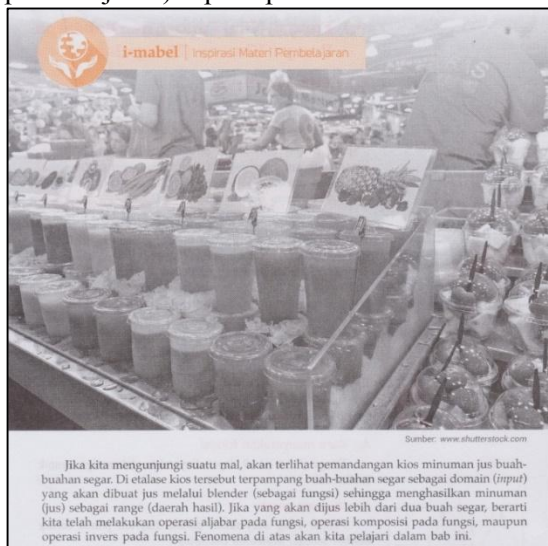 i-mabel | Inspirasi Materi Pembelajaran
Sumber: www.shutterstock.com
Jika kita mengunjungi suatu mal, akan terlihat pemandangan kios minuman jus buah-
buahan segar. Di etalase kios tersebut terpampang buah-buahan segar sebagai domain (input)
yang akan dibuat jus melalui blender (sebagai fungsi) sehingga menghasilkan minuman
(jus) sebagai range (daerah hasil). Jika yang akan dijus lebih dari dua buah segar, berarti
kita telah melakukan operasi aljabar pada fungsi, operasi komposisi pada fungsi, maupun
operasi invers pada fungsi. Fenomena di atas akan kita pelajari dalam bab ini.